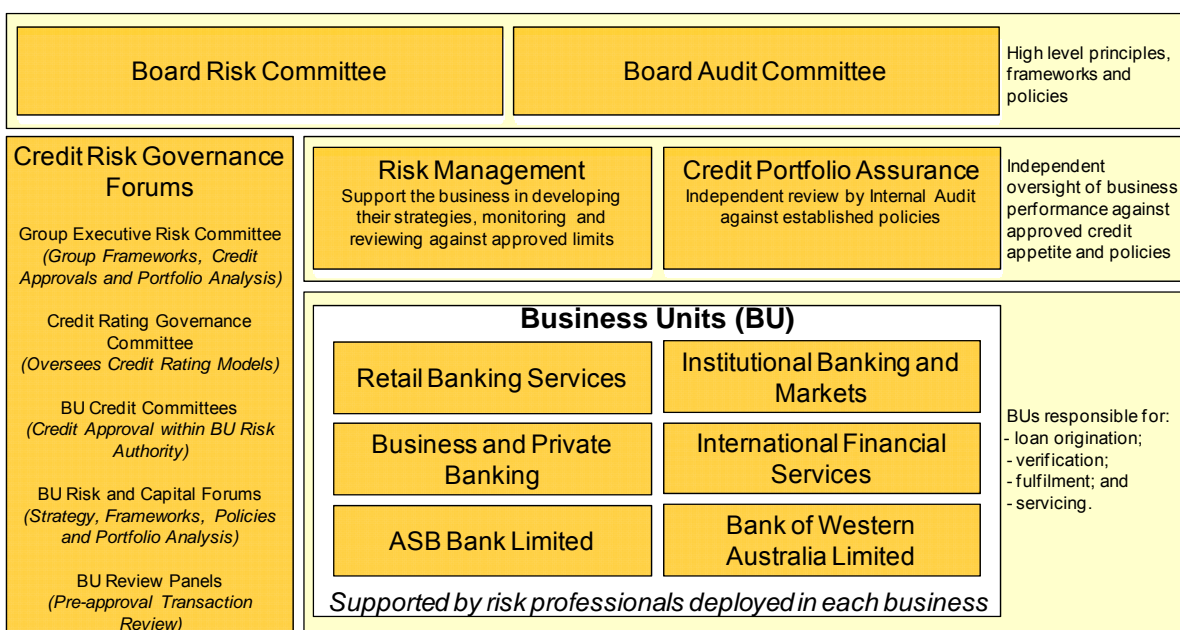 Board Risk Committee
Board Audit Committee
High level principles,
frameworks and
policies
Credit Risk Governance
Forums
Group Executive Risk Committee
(Group Frameworks, Credit
Approvals and Portfolio Analysis)
Credit Rating Governance
Committee
(Oversees Credit Rating Models)
BU Credit Committees
(Credit Approval within BU Risk
Authority)
BU Risk and Capital Forums
(Strategy, Frameworks, Policies
and Portfolio Analysis)
BU Review Panels
(Pre-approval Transaction
Review)
Risk Management
Support the business in developing
their strategies, monitoring and
reviewing against approved limits
Credit Portfolio Assurance
Independent review by Internal Audit
against established policies
Independent
oversight of business
performance against
approved credit
appetite and policies
Business Units (BU)
Retail Banking Services
Institutional Banking and
Markets
Business and Private
Banking
International Financial
Services
ASB Bank Limited
Bank of Western
Australia Limited
Supported by risk professionals deployed in each business
BUs responsible for:
- loan origination;
- verification;
- fulfilment; and
- servicing.